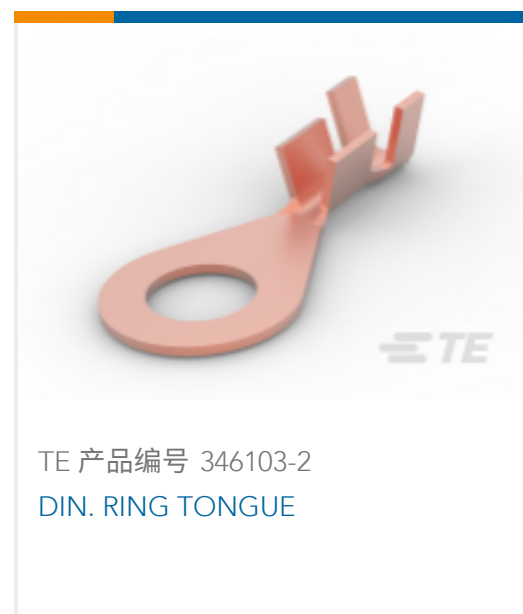 TE
TE 产品编号 346103-2
DIN. RING TONGUE